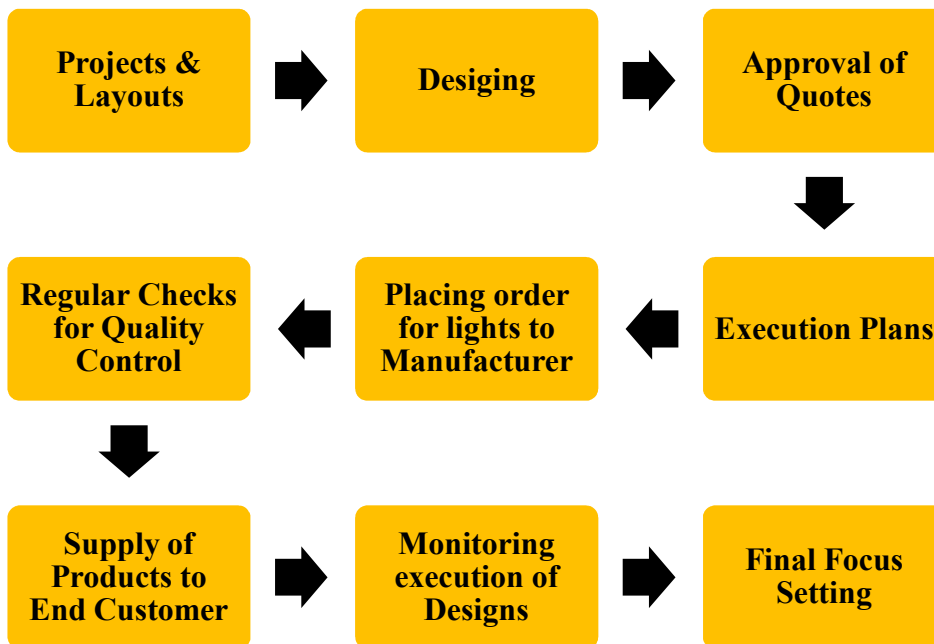 Projects &
Layouts
Desiging
Approval of
Quotes
Execution Plans
Placing order
for lights to
Manufacturer
Regular Checks
for Quality
Control
Supply of
Products to
End Customer
Monitoring
execution of
Designs
Final Focus
Setting